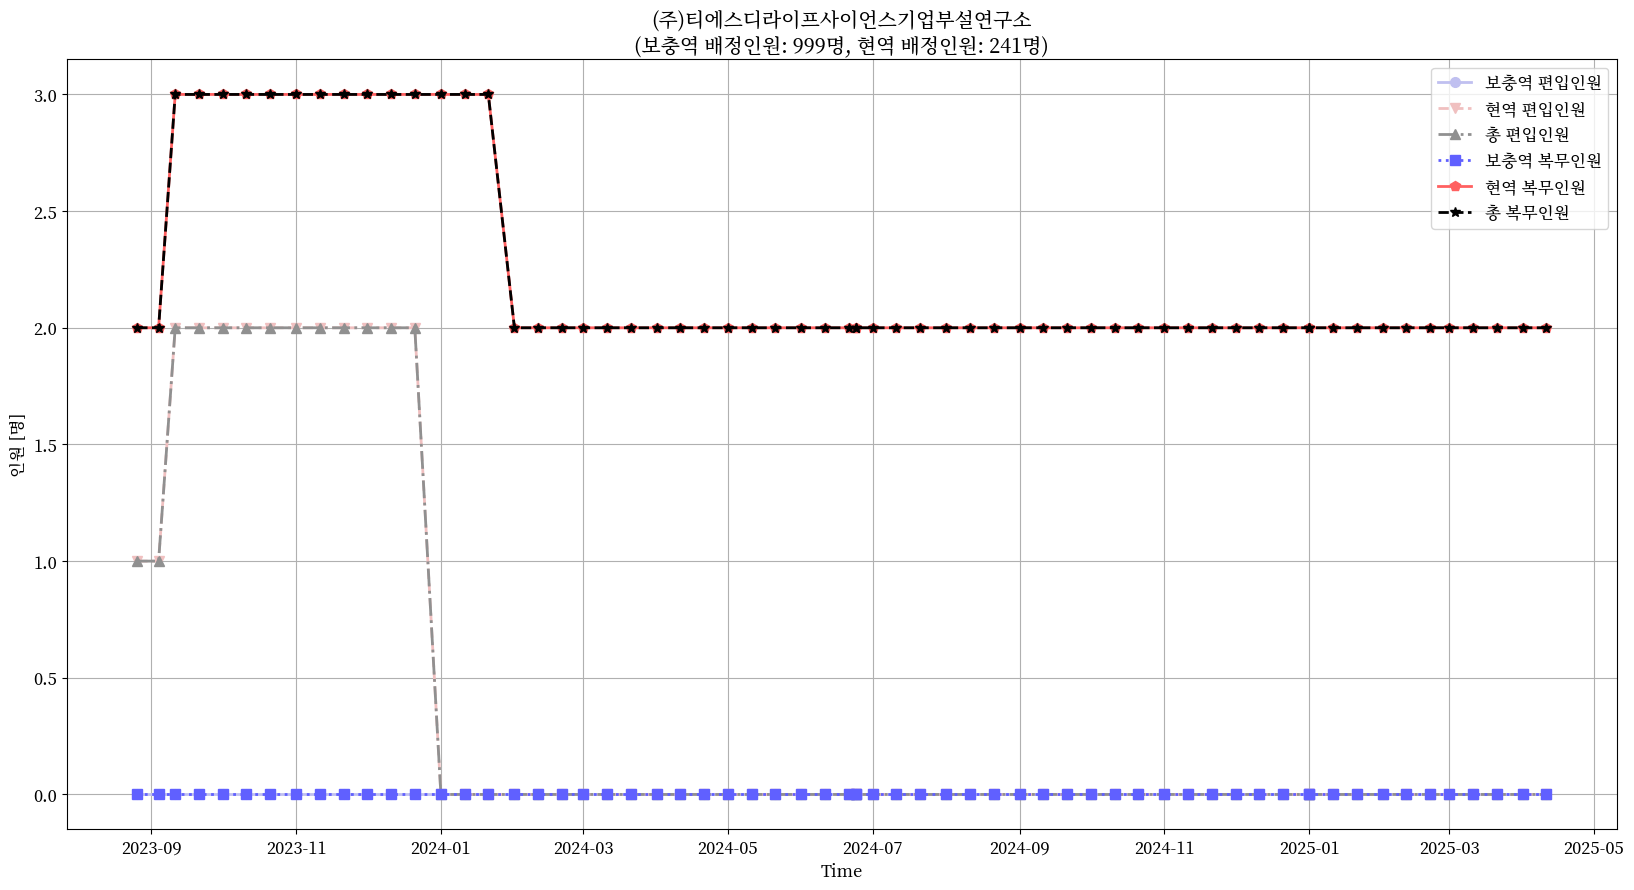 (주)티에스디라이프사이언스기업부설연구소
(보충역 배정인원: 999명, 현역 배정인원: 241명)
보충역 편입인원
현역 편입인원
총 편입인원
보충역 복무인원
현역 복무인원
총 복무인원
3.0
2.5
2.0
1.5
1.0
0.5
0.0
인원 [명]
2023-09
2023-11
2024-01
2024-03
2024-05
2024-07
2024-09
2024-11
2025-01
2025-03
2025-05
Time